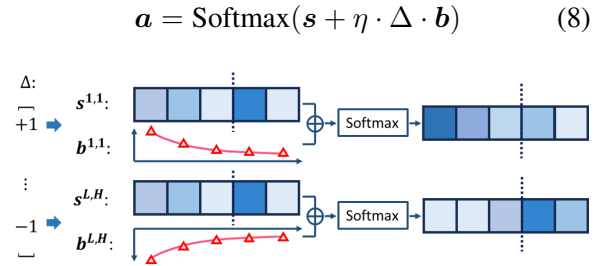 a = Softmax(s + η · Δ · b) (8)
Δ:
s^{1,1}:
+1
Softmax
b^{1,1}:
⋮
s^{L,H}:
−1
Softmax
b^{L,H}: